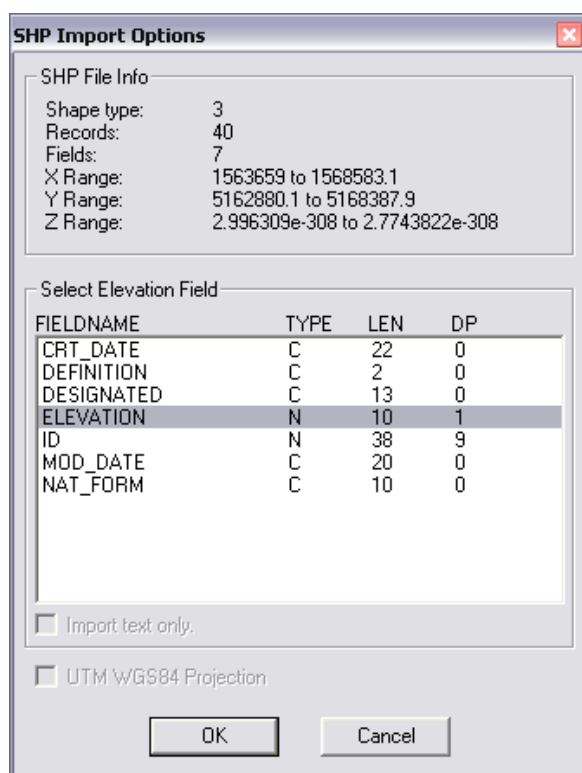 SHP Import Options
SHP File Info
Shape type: 3
Records: 40
Fields: 7
X Range: 1563659 to 1568583.1
Y Range: 5162880.1 to 5168387.9
Z Range: 2.996309e-308 to 2.7743822e-308
Select Elevation Field
FIELDNAME TYPE LEN DP
CRT_DATE C 22 0
DEFINITION C 2 0
DESIGNATED C 13 0
ELEVATION N 10 1
ID N 38 9
MOD_DATE C 20 0
NAT_FORM C 10 0
Import text only.
UTM WGS84 Projection
OK Cancel